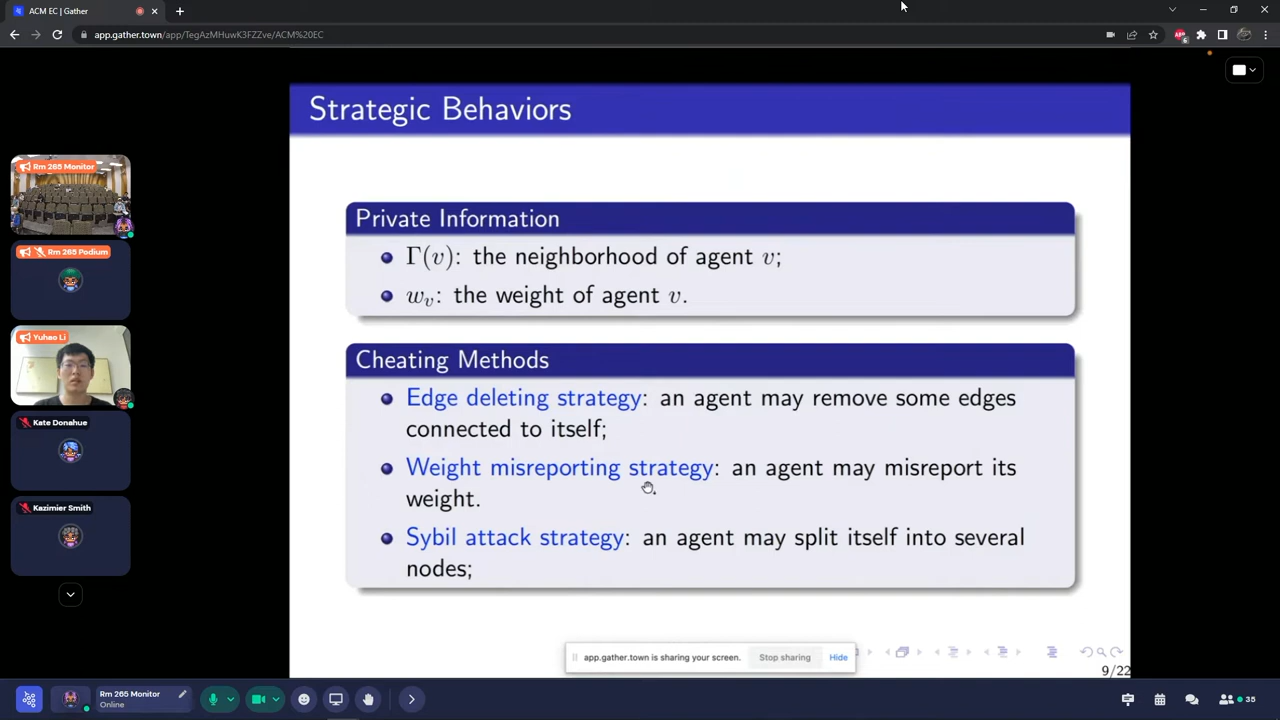 ACM EC | Gather
app.gather.town/app/TegAzMHuwK3FZZve/ACM%20EC
6
Strategic Behaviors
Rm 265 Monitor
Private Information
Γ(v): the neighborhood of agent v;
Rm 265 Podium
w_v: the weight of agent v.
Yuhao Li
Cheating Methods
Edge deleting strategy: an agent may remove some edges
connected to itself;
Kate Donahue
Weight misreporting strategy: an agent may misreport its
weight.
Kazimier Smith
Sybil attack strategy: an agent may split itself into several
nodes;
app.gather.town is sharing your screen. Stop sharing Hide
9/22
Rm 265 Monitor
Online
35